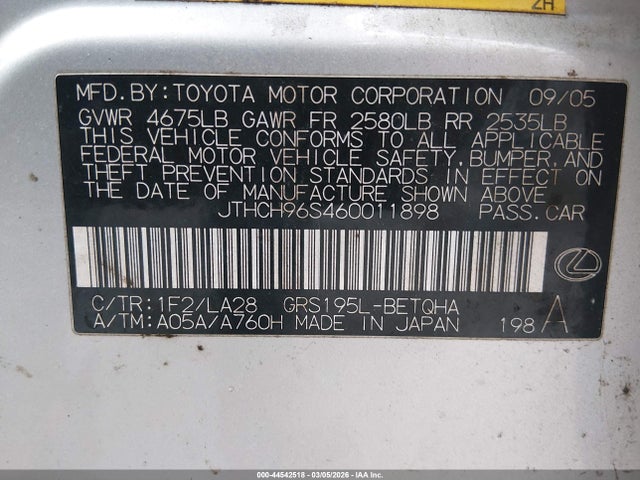 2H
MFD.BY:TOYOTA MOTOR CORPORATION 09/05
GVWR 4675LB GAWR FR 2580LB RR 2535LB
THIS VEHICLE CONFORMS TO ALL APPLICABLE
FEDERAL MOTOR VEHICLE SAFETY,BUMPER,AND
THEFT PREVENTION STANDARDS IN EFFECT ON
THE DATE OF MANUFACTURE SHOWN ABOVE
JTHCH96S460011898 PASS.CAR
C/TR:1F2/LA28 GRS195L-BETQHA
A/TM:A05A/A760H MADE IN JAPAN 198 A
000-44542518 - 03/05/2026 - IAAI.CA